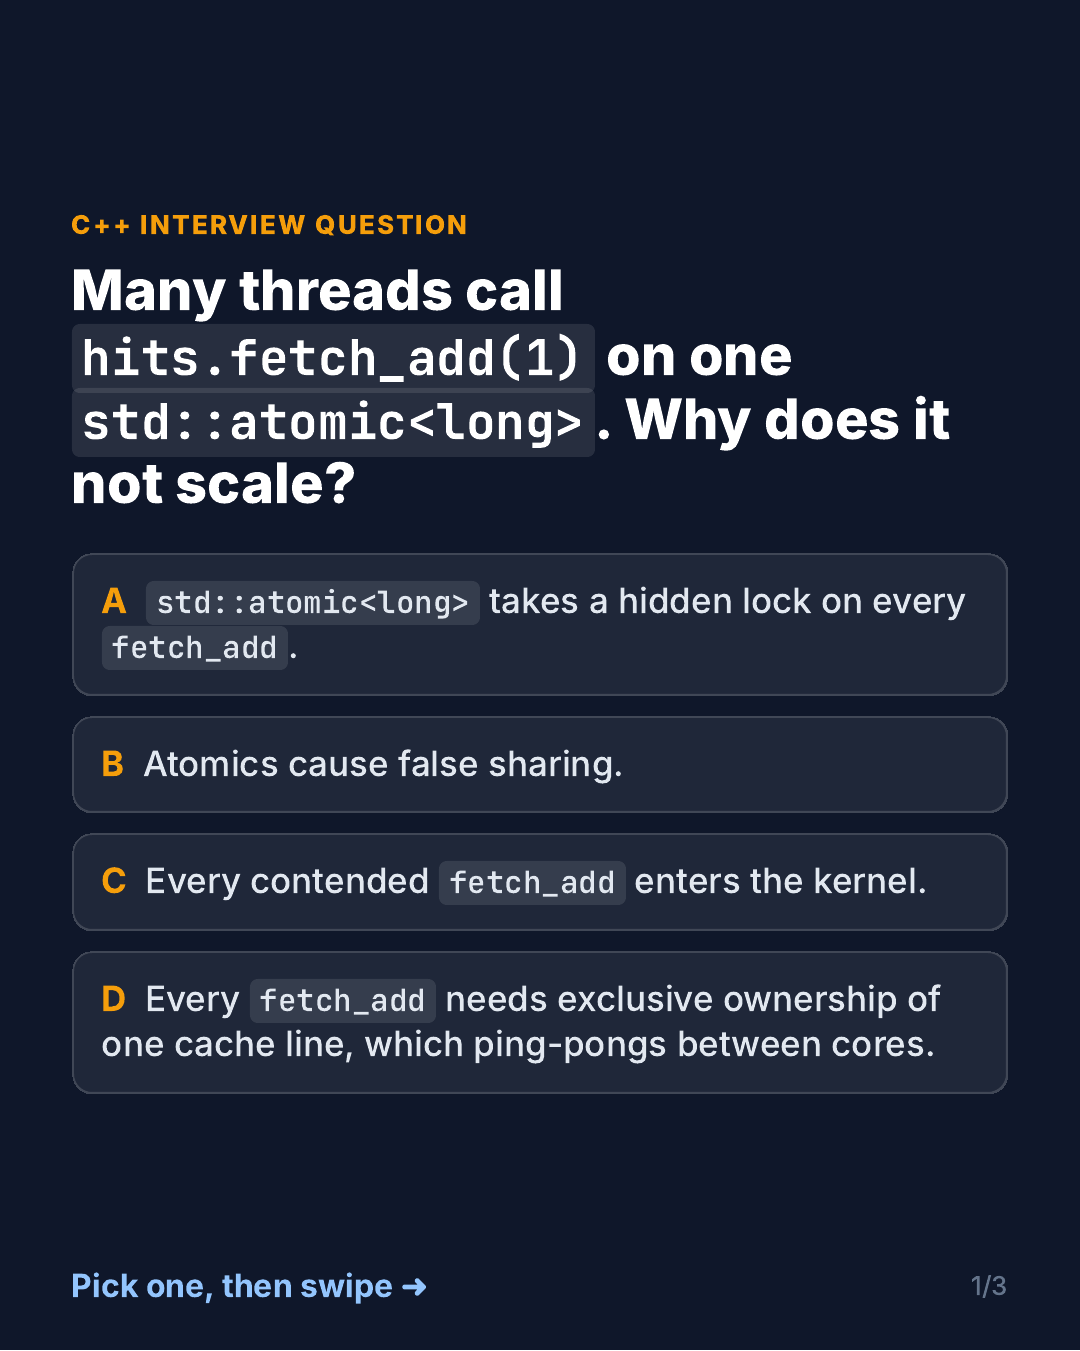 C++ INTERVIEW QUESTION
Many threads call
hits.fetch_add(1) on one
std::atomic<long>. Why does it
not scale?
A std::atomic<long> takes a hidden lock on every
fetch_add.
B Atomics cause false sharing.
C Every contended fetch_add enters the kernel.
D Every fetch_add needs exclusive ownership of
one cache line, which ping-pongs between cores.
Pick one, then swipe ➜
1/3